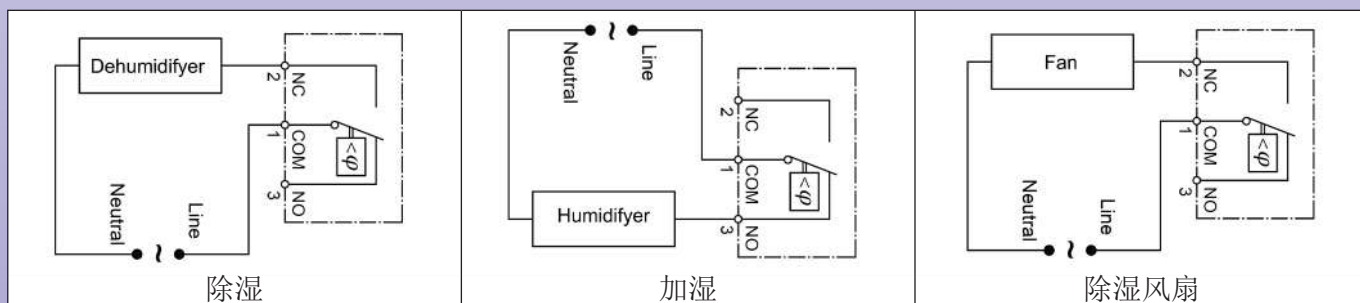 Dehumidifyer
2
NC
1
COM
<φ
3
NO
Neutral
~
Line
除湿
Neutral
~
Line
2
NC
1
COM
<φ
Humidifyer
3
NO
加湿
Fan
2
NC
1
COM
<φ
3
NO
Neutral
~
Line
除湿风扇